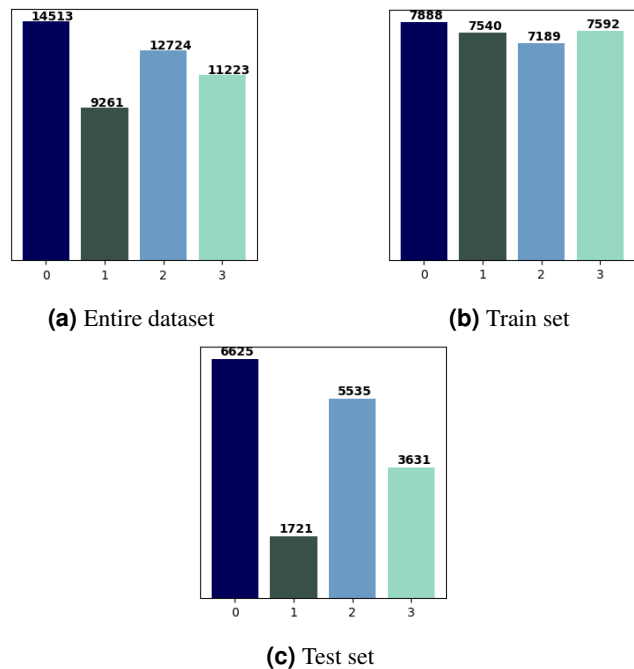 14513
12724
11223
9261
0 1 2 3
(a) Entire dataset
7888
7540
7189
7592
0 1 2 3
(b) Train set
6625
5535
3631
1721
0 1 2 3
(c) Test set